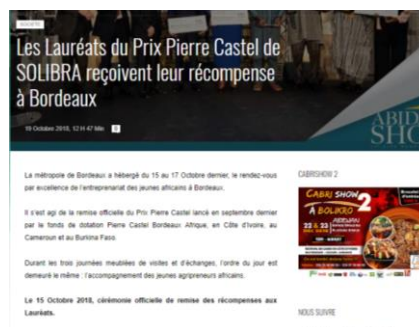 SOCIÉTÉ
Les Lauréats du Prix Pierre Castel de
SOLIBRA reçoivent leur récompense
à Bordeaux
19 Octobre 2018, 12 H 47 Min 0
ABID
SHO
La métropole de Bordeaux a hébergé du 15 au 17 Octobre dernier, le rendez-vous
par excellence de l'entreprenariat des jeunes africains à Bordeaux.
Il s'est agi de la remise officielle du Prix Pierre Castel lancé en septembre dernier
par le fonds de dotation Pierre Castel Bordeaux Afrique, en Côte d'Ivoire, au
Cameroun et au Burkina Faso.
Durant les trois journées meublées de visites et d'échanges, l'ordre du jour est
demeuré le même : l'accompagnement des jeunes agripreneurs africains.
Le 15 Octobre 2018, cérémonie officielle de remise des récompenses aux
Lauréats.
CABRISHOW 2
CABRI SHOW 2
À BOLIKRO
22 & 23
NOUS SUIVRE